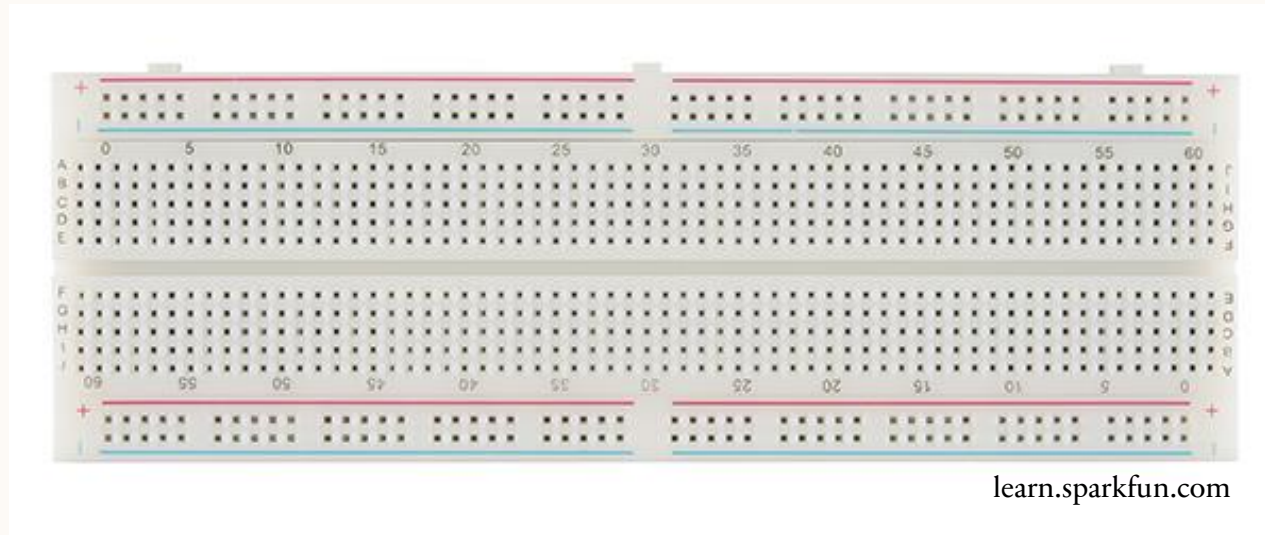 + +
- -
0 5 10 15 20 25 30 35 40 45 50 55 60
A J
B I
C H
D G
E F
F E
G D
H C
I B
J A
60 55 50 45 40 35 30 25 20 15 10 5 0
+ +
- -
learn.sparkfun.com